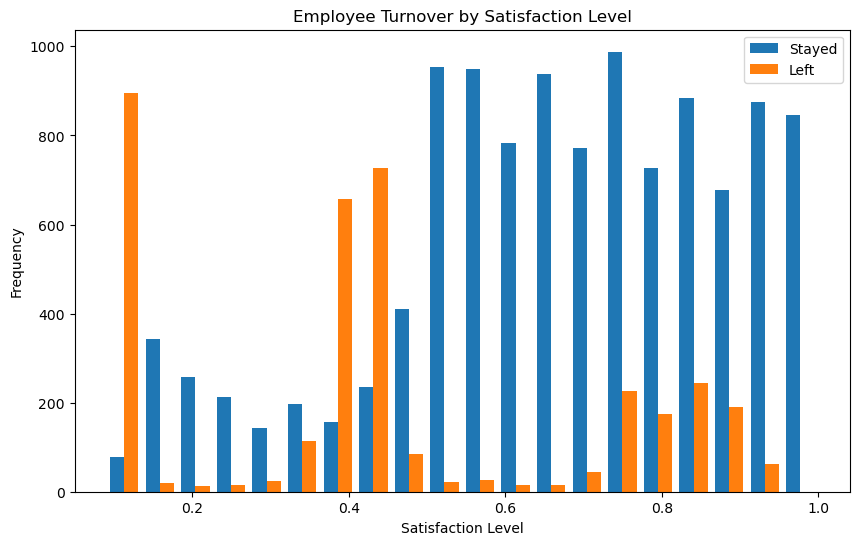 Employee Turnover by Satisfaction Level
Stayed
Left
Frequency
1000
800
600
400
200
0
0.2 0.4 0.6 0.8 1.0
Satisfaction Level